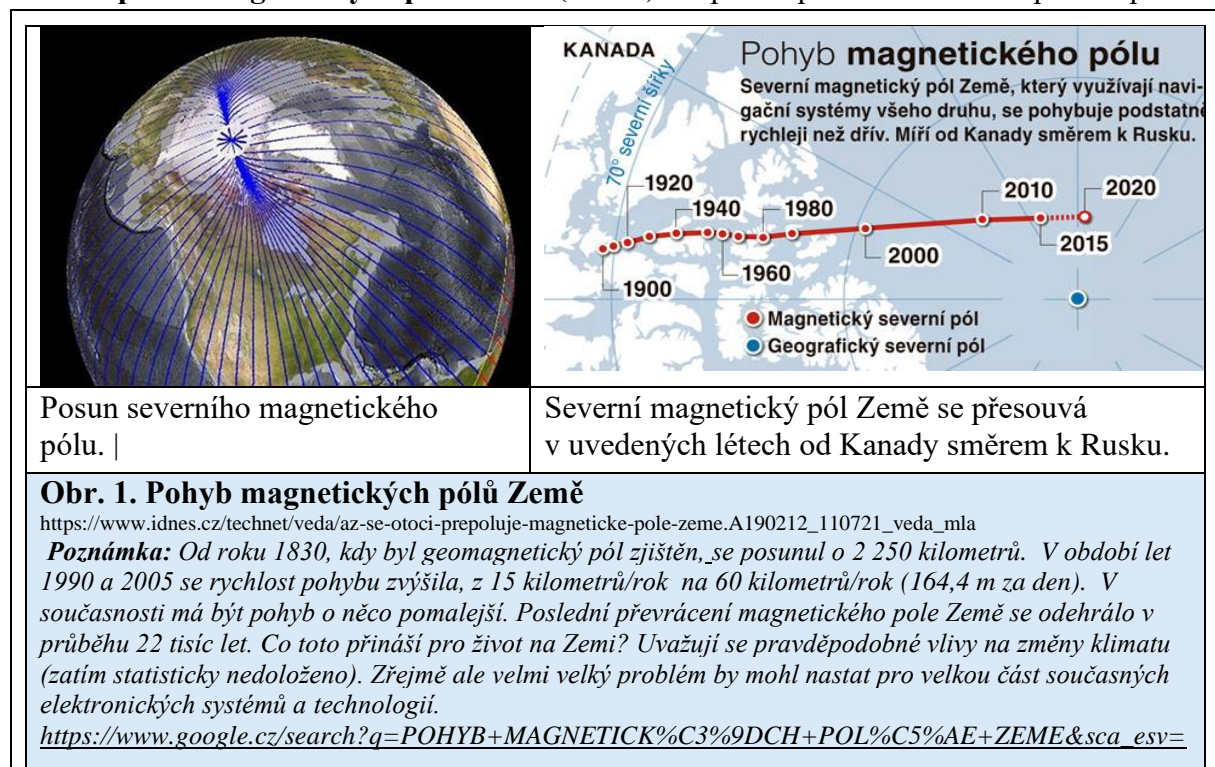 KANADA
Pohyb magnetického pólu
Severní magnetický pól Země, který využívají navi-
gační systémy všeho druhu, se pohybuje podstatně
rychleji než dřív. Míří od Kanady směrem k Rusku.
70° severní šířky
1920
1940
1980
2010
2020
1900
1960
2000
2015
Magnetický severní pól
Geografický severní pól
Posun severního magnetického
pólu. |
Severní magnetický pól Země se přesouvá
v uvedených létech od Kanady směrem k Rusku.
Obr. 1. Pohyb magnetických pólů Země
https://www.idnes.cz/technet/veda/az-se-otoci-prepoluje-magneticke-pole-zeme.A190212_110721_veda_mla
Poznámka: Od roku 1830, kdy byl geomagnetický pól zjištěn, se posunul o 2 250 kilometrů. V období let
1990 a 2005 se rychlost pohybu zvýšila, z 15 kilometrů/rok na 60 kilometrů/rok (164,4 m za den). V
současnosti má být pohyb o něco pomalejší. Poslední převrácení magnetického pole Země se odehrálo v
průběhu 22 tisíc let. Co toto přináší pro život na Zemi? Uvažují se pravděpodobné vlivy na změny klimatu
(zatím statisticky nedoloženo). Zřejmě ale velmi velký problém by mohl nastat pro velkou část současných
elektronických systémů a technologií.
https://www.google.cz/search?q=POHYB+MAGNETICK%C3%9DCH+POL%C5%AE+ZEME&sca_esv=